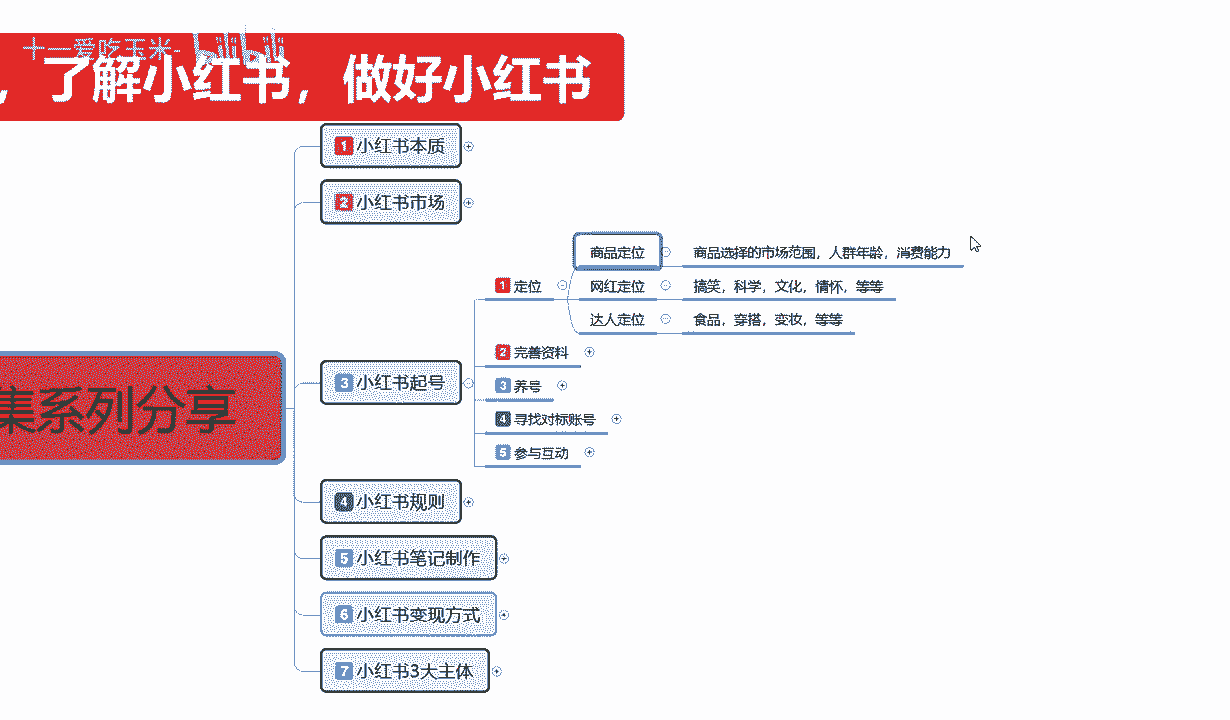 十一爱吃玉米- bilibili
，了解小红书，做好小红书
1 小红书本质
2 小红书市场
商品定位 商品选择的市场范围，人群年龄，消费能力
1 定位 网红定位 搞笑，科学，文化，情怀，等等
达人定位 食品，穿搭，变妆，等等
2 完善资料
3 小红书起号
3 养号
4 寻找对标账号
5 参与互动
集系列分享
4 小红书规则
5 小红书笔记制作
6 小红书变现方式
7 小红书3大主体